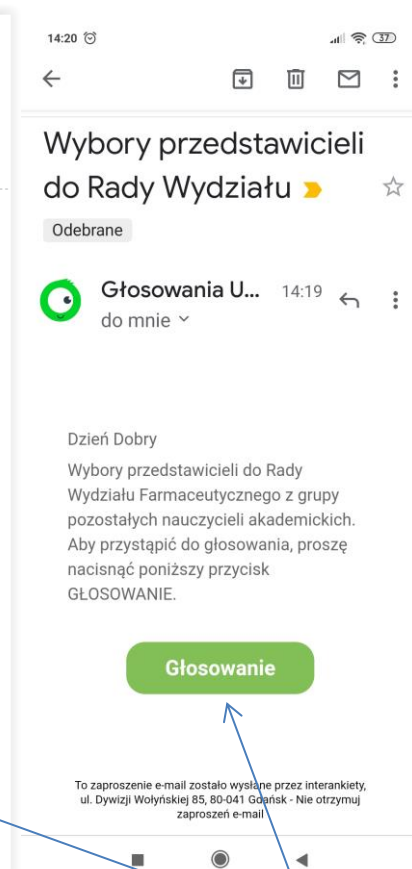 14:20
37
Wybory przedstawicieli
do Rady Wydziału
Odebrane
Głosowania U... 14:19
do mnie
Dzień Dobry
Wybory przedstawicieli do Rady
Wydziału Farmaceutycznego z grupy
pozostałych nauczycieli akademickich.
Aby przystąpić do głosowania, proszę
nacisnąć poniższy przycisk
GŁOSOWANIE.
Głosowanie
To zaproszenie e-mail zostało wysłane przez interankiety,
ul. Dywizji Wołyńskiej 85, 80-041 Gdańsk - Nie otrzymuj
zaproszeń e-mail